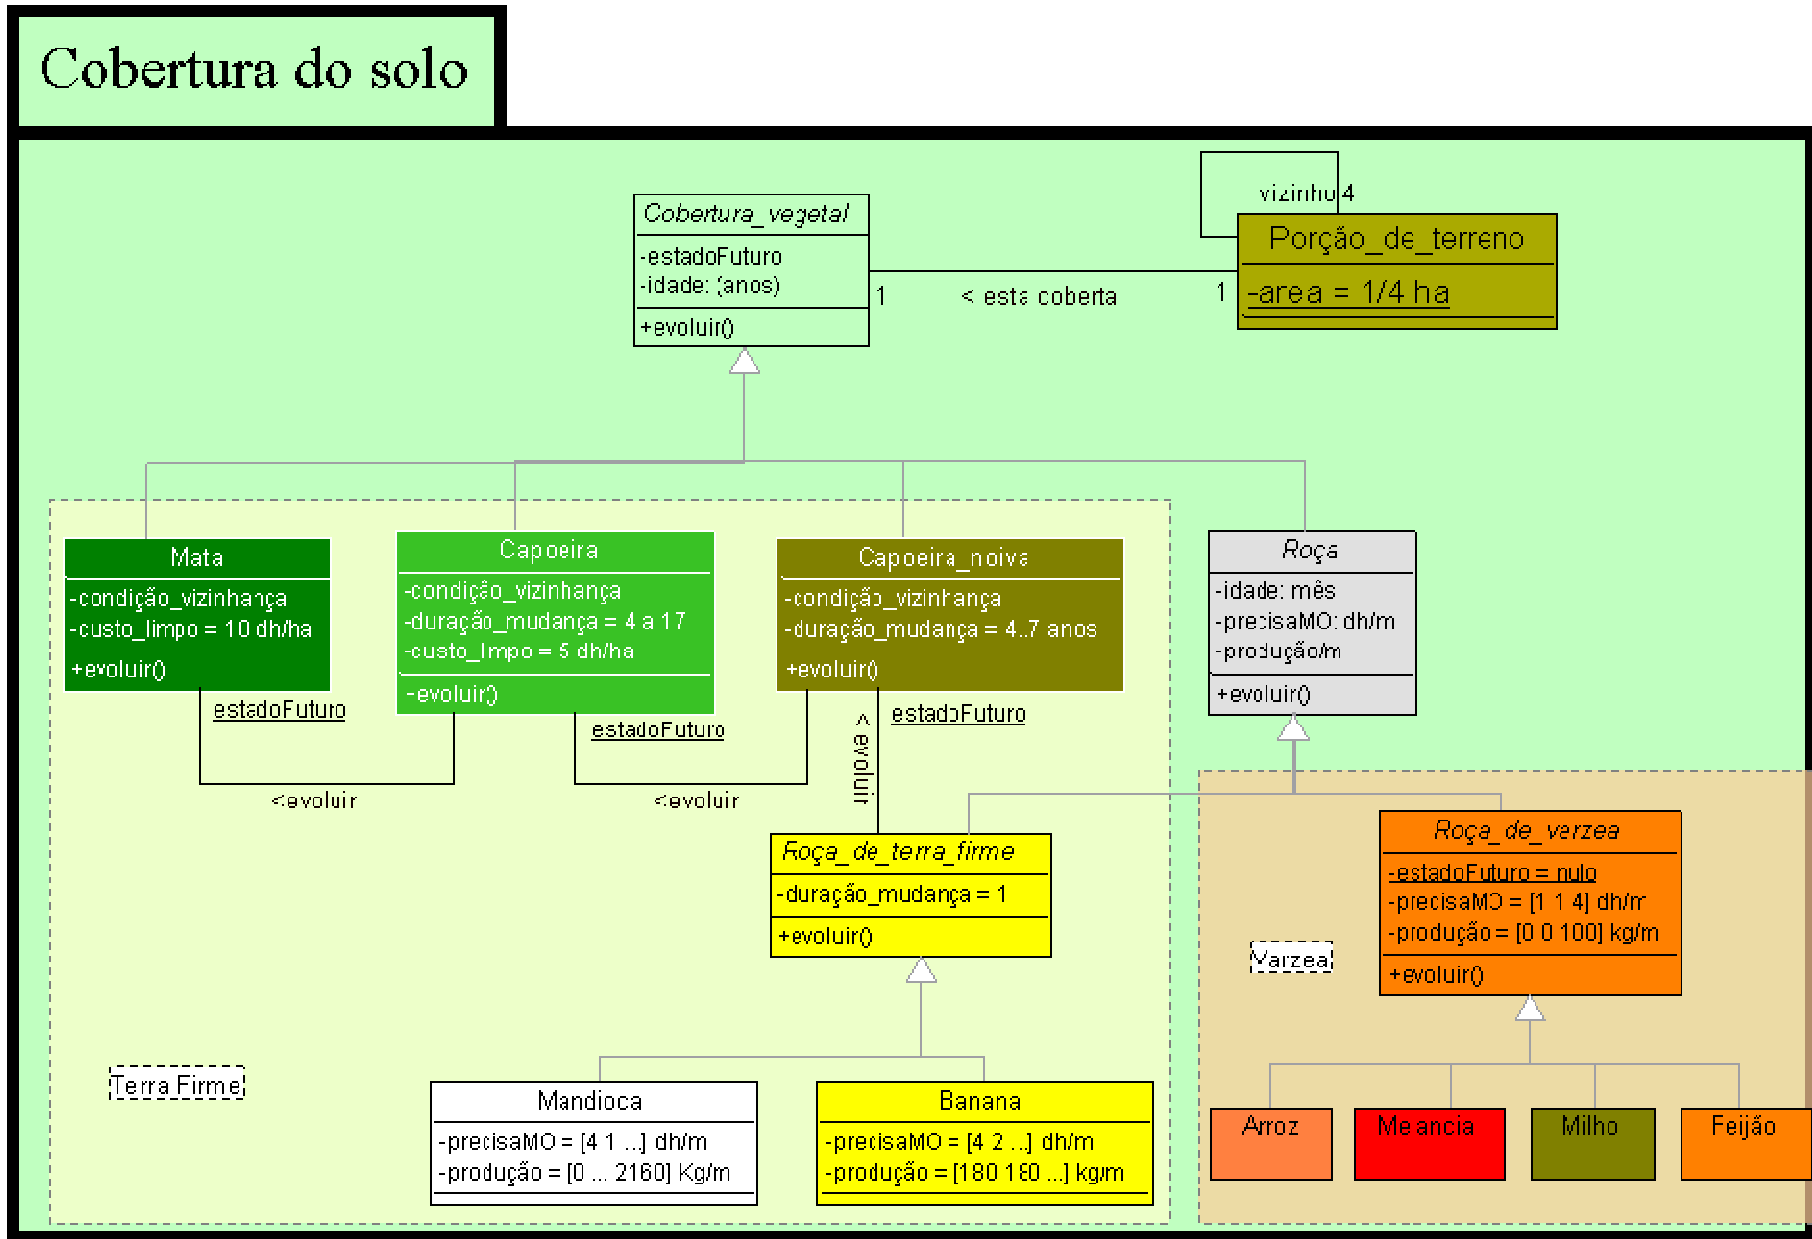 Cobertura do solo
vizinho 4
Cobertura_vegetal
-estadoFuturo
-idade: (anos)
+evoluir()
1
< esta coberta
1
Porção_de_terreno
-area = 1/4 ha
Mata
-condição_vizinhança
-custo_limpo = 10 dh/ha
+evoluir()
estadoFuturo
<evoluir
Capoeira
-condição_vizinhança
-duração_mudança = 4 a 17
-custo_lmpo = 5 dh/ha
+evoluir()
estadoFuturo
<evoluir
Capoeira_noiva
-condição_vizinhança
-duração_mudança = 4..7 anos
+evoluir()
estadoFuturo
< evoluir
Roça
-idade: mês
-precisaMO: dh/m
-produção/m
+evoluir()
Roça_de_terra_firme
-duração_mudança = 1
+evoluir()
Roça_de_varzea
-estadoFuturo = nulo
-precisaMO = [1 1 4] dh/m
-produção = [0 0 100] kg/m
+evoluir()
Varzea
Terra Firme
Mandioca
-precisaMO = [4 1 ...] dh/m
-produção = [0 ... 2160] Kg/m
Banana
-precisaMO = [4 2 ...] dh/m
-produção = [180 180 ...] kg/m
Arroz
Melancia
Milho
Feijão